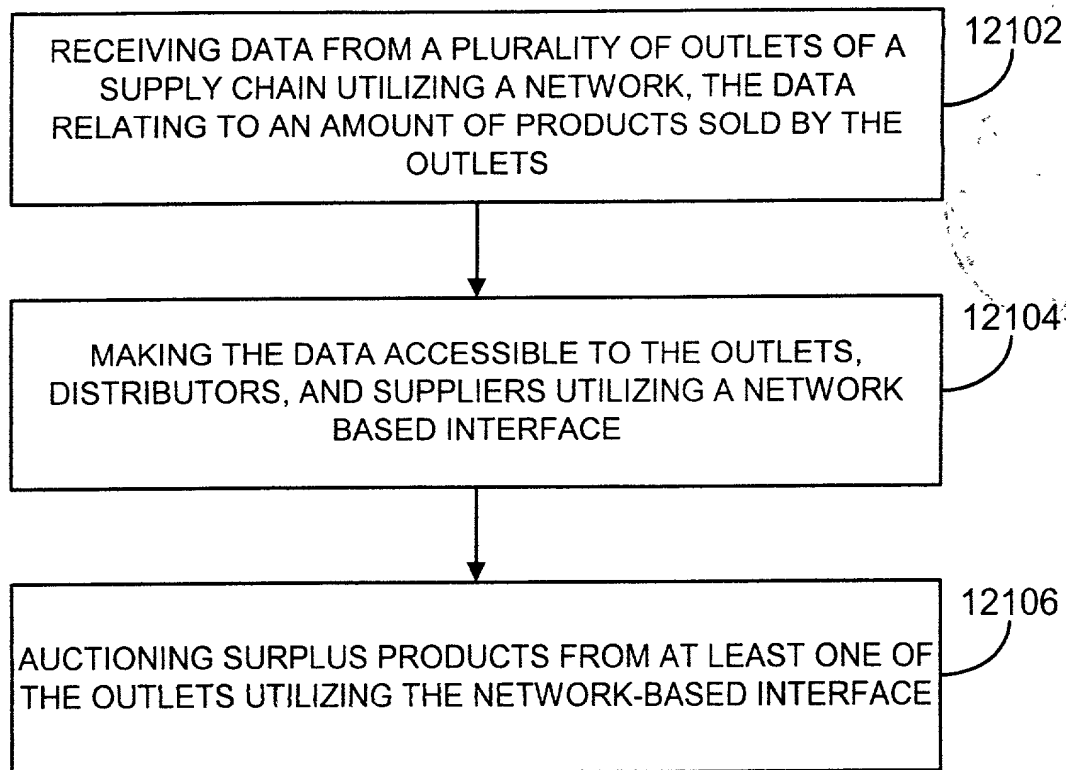 RECEIVING DATA FROM A PLURALITY OF OUTLETS OF A
SUPPLY CHAIN UTILIZING A NETWORK, THE DATA
RELATING TO AN AMOUNT OF PRODUCTS SOLD BY THE
OUTLETS
12102
MAKING THE DATA ACCESSIBLE TO THE OUTLETS,
DISTRIBUTORS, AND SUPPLIERS UTILIZING A NETWORK
BASED INTERFACE
12104
AUCTIONING SURPLUS PRODUCTS FROM AT LEAST ONE OF
THE OUTLETS UTILIZING THE NETWORK-BASED INTERFACE
12106